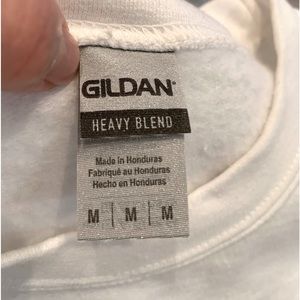 GILDAN®
HEAVY BLEND
Made in Honduras
Fabriqué au Honduras
Hecho en Honduras
M | M | M